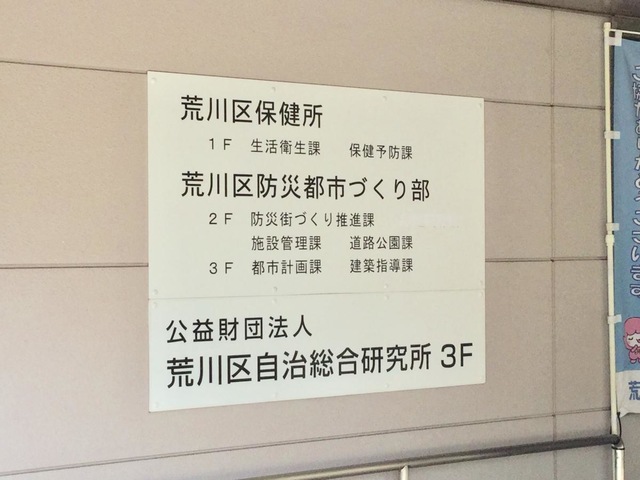 荒川区保健所
1F 生活衛生課 保健予防課
荒川区防災都市づくり部
2F 防災街づくり推進課
施設管理課 道路公園課
3F 都市計画課 建築指導課
公益財団法人
荒川区自治総合研究所 3F
荒